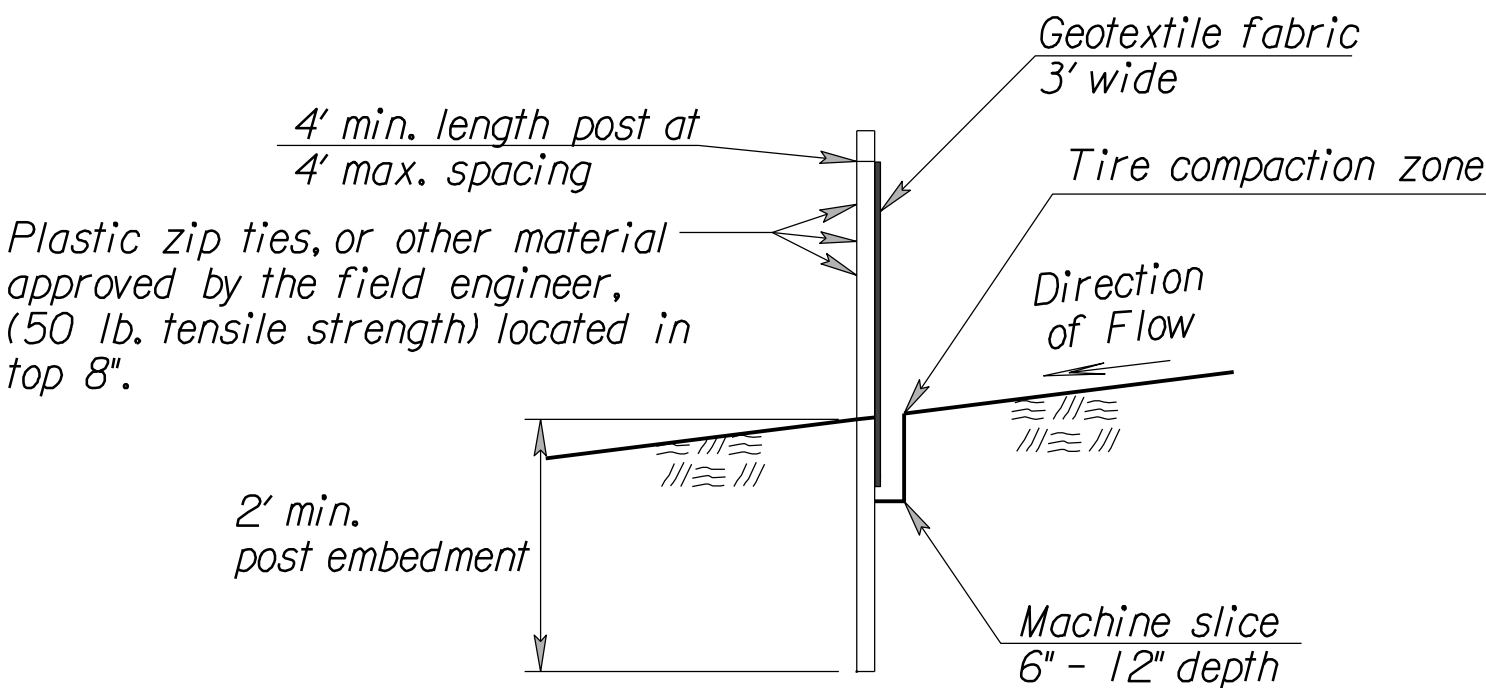 Geotextile fabric
3' wide
4' min. length post at
4' max. spacing
Tire compaction zone
Plastic zip ties, or other material
approved by the field engineer,
(50 lb. tensile strength) located in
top 8".
Direction
of Flow
2' min.
post embedment
Machine slice
6" - 12" depth